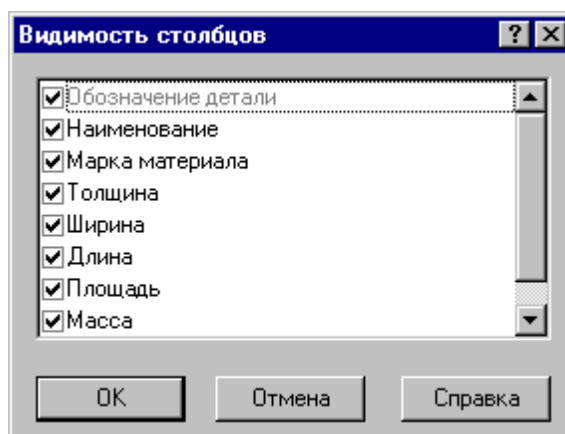 Видимость столбцов
Обозначение детали
Наименование
Марка материала
Толщина
Ширина
Длина
Площадь
Масса
OK Отмена Справка